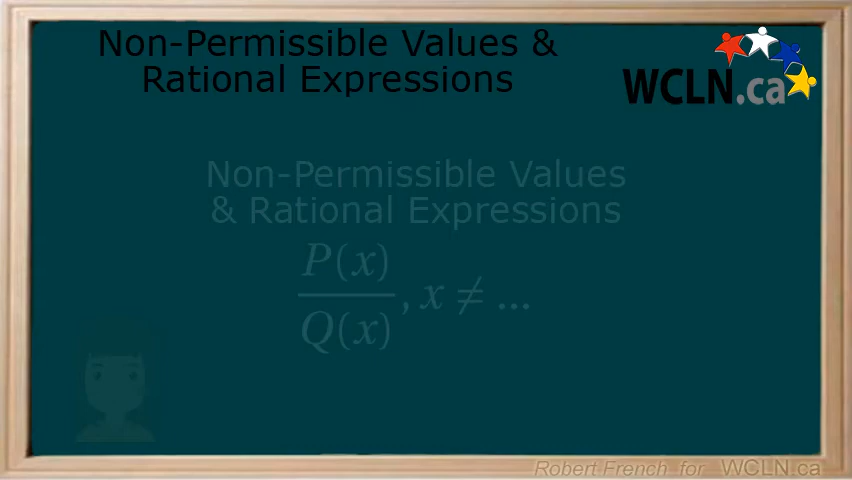 Non-Permissible Values &
Rational Expressions
WCLN.ca
Non-Permissible Values
& Rational Expressions
P(x)
Q(x)
, x ≠ ...
Robert French for WCLN.ca